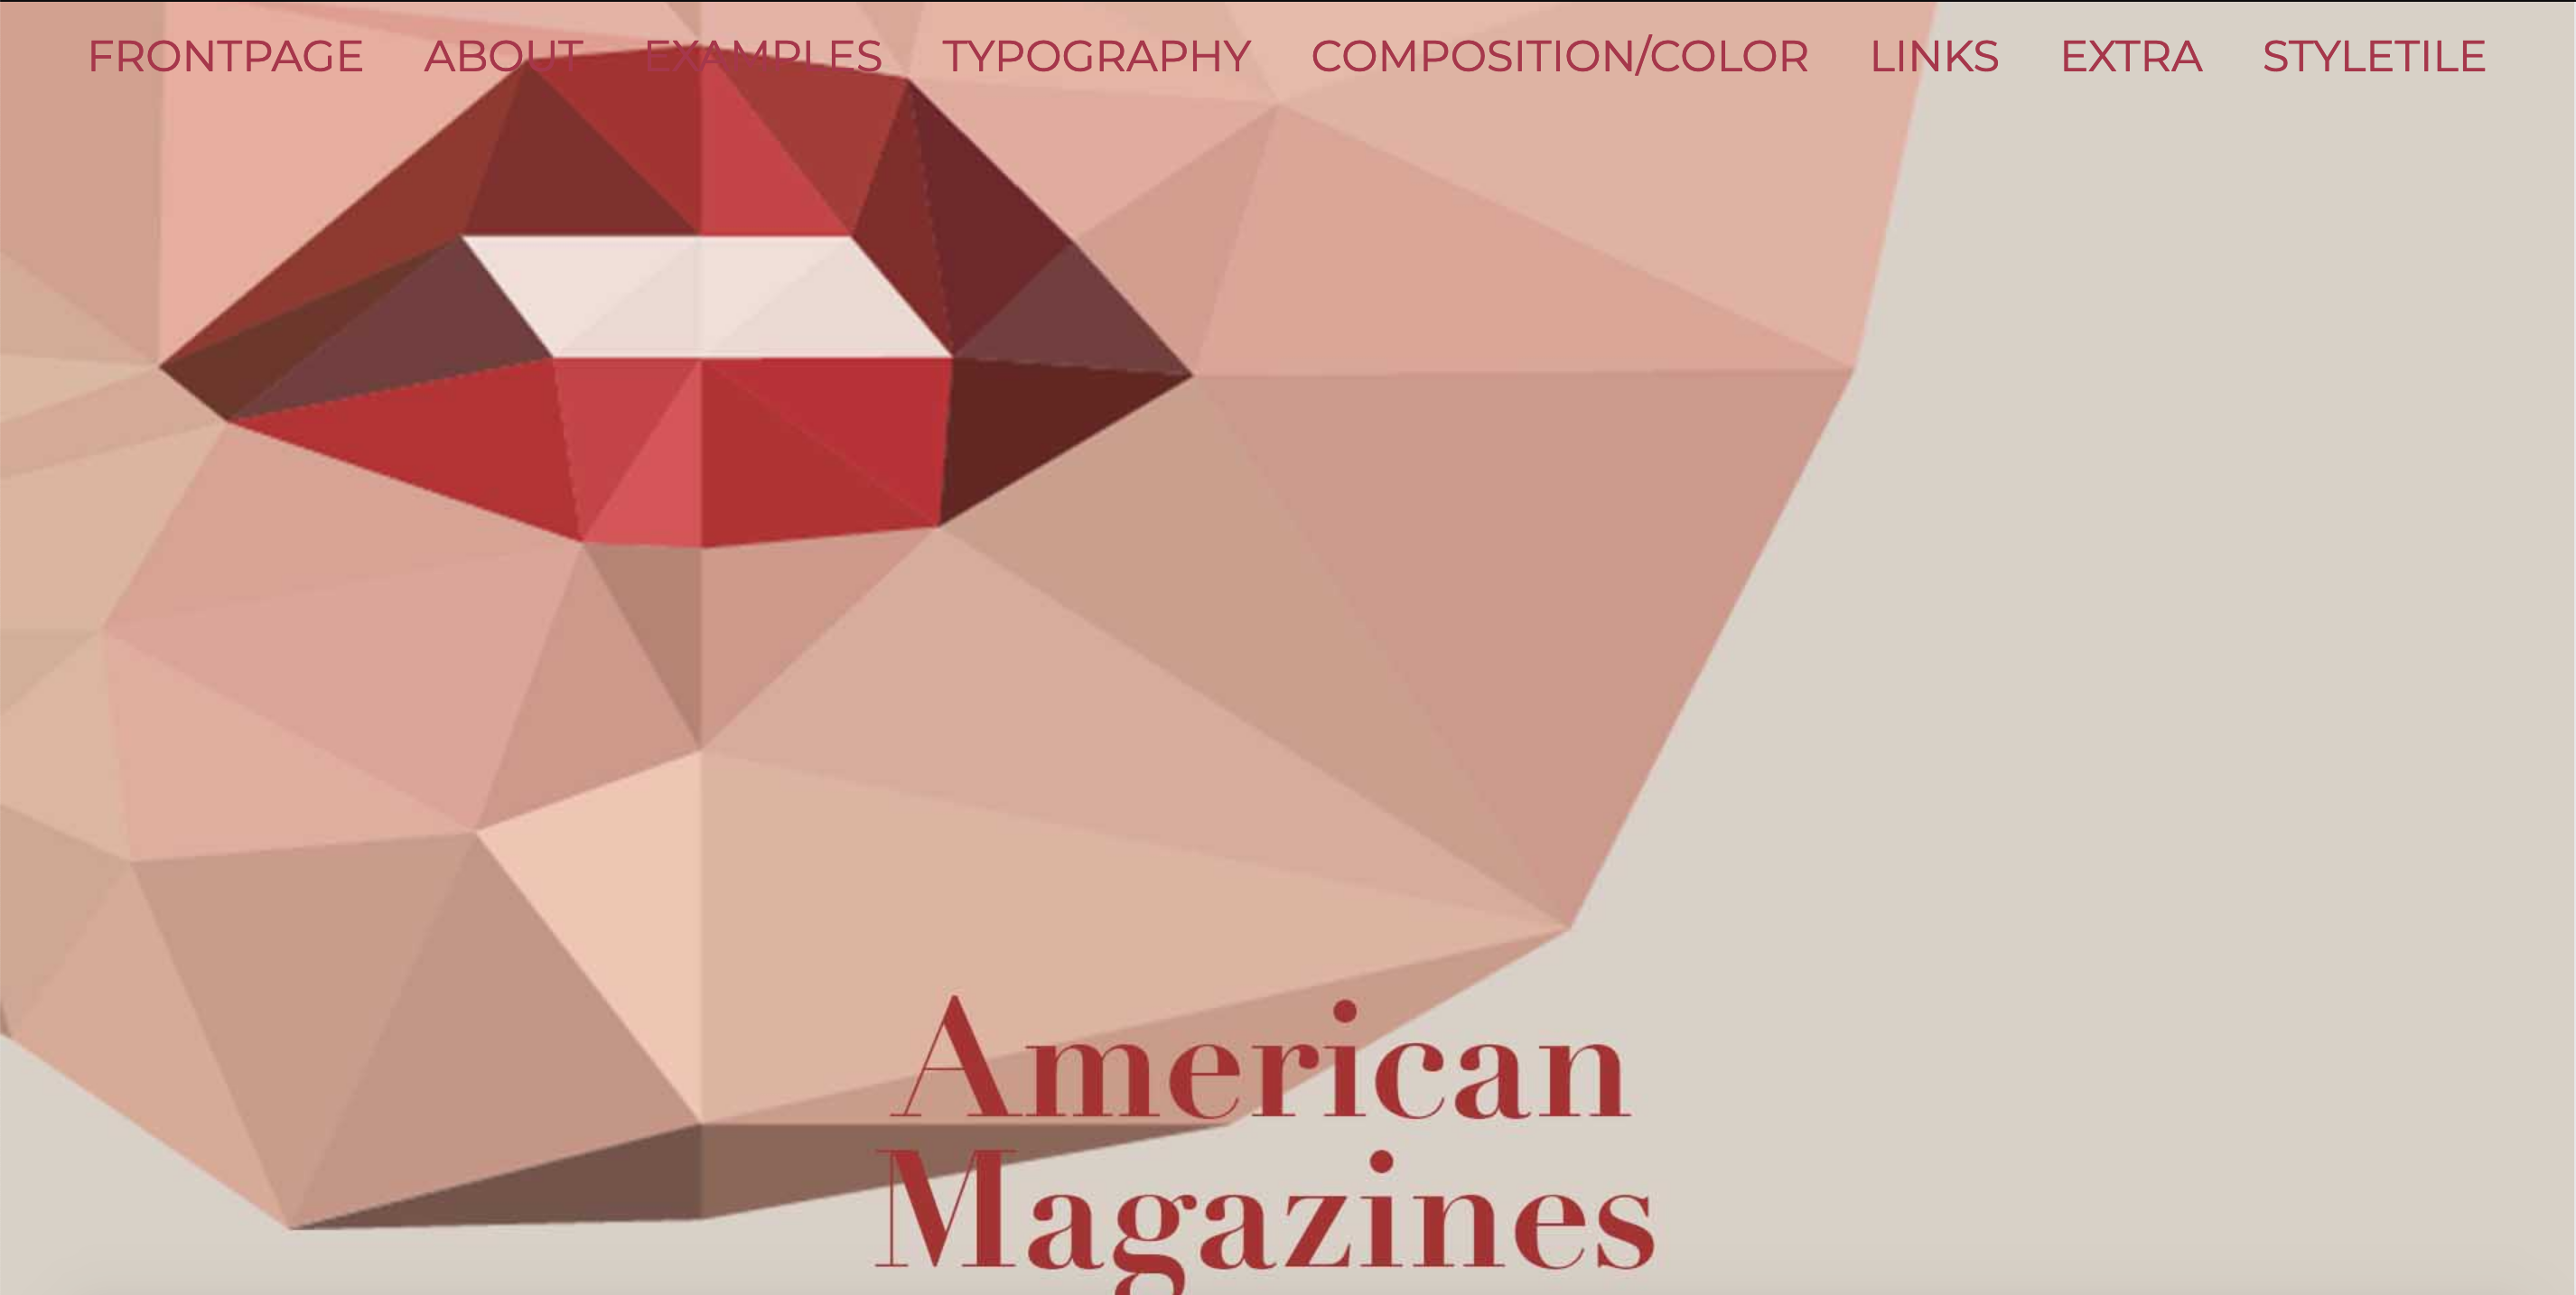 FRONTPAGE ABOUT EXAMPLES TYPOGRAPHY COMPOSITION/COLOR LINKS EXTRA STYLETILE
American
Magazines